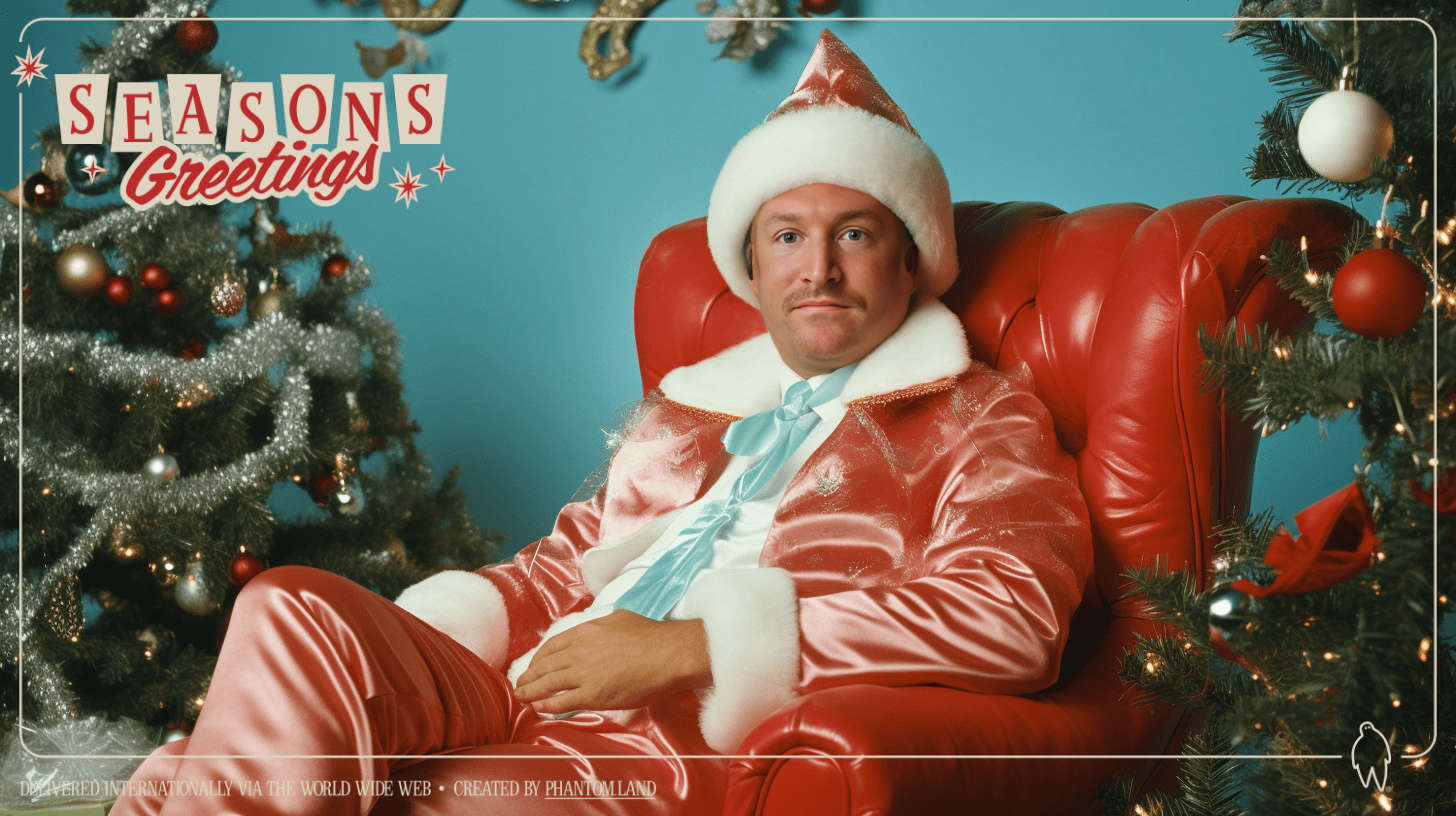 SEASONS
Greetings
DELIVERED INTERNATIONALLY VIA THE WORLD WIDE WEB • CREATED BY PHANTOM LAND